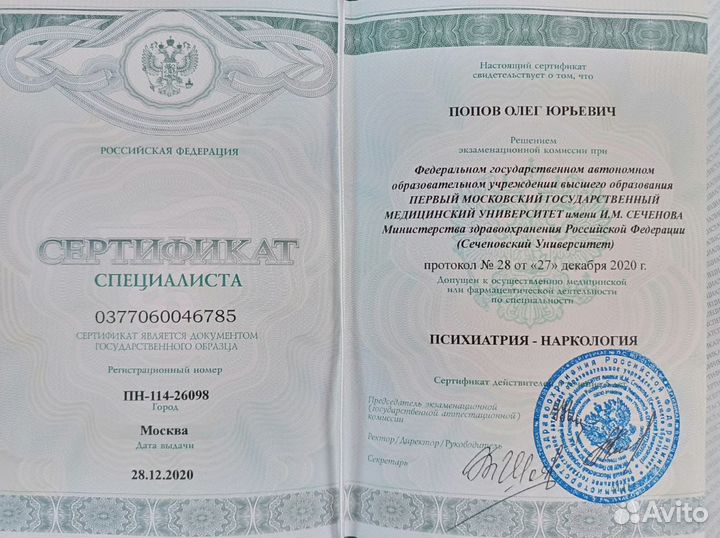 РОССИЙСКАЯ ФЕДЕРАЦИЯ
СЕРТИФИКАТ
СПЕЦИАЛИСТА
0377060046785
СЕРТИФИКАТ ЯВЛЯЕТСЯ ДОКУМЕНТОМ
ГОСУДАРСТВЕННОГО ОБРАЗЦА
Регистрационный номер
ПН-114-26098
Город
Москва
Дата выдачи
28.12.2020
Настоящий сертификат
свидетельствует о том, что
ПОПОВ ОЛЕГ ЮРЬЕВИЧ
Решением
экзаменационной комиссии при
Федеральном государственном автономном
образовательном учреждении высшего образования
ПЕРВЫЙ МОСКОВСКИЙ ГОСУДАРСТВЕННЫЙ
МЕДИЦИНСКИЙ УНИВЕРСИТЕТ имени И.М. СЕЧЕНОВА
Министерства здравоохранения Российской Федерации
(Сеченовский Университет)
протокол № 28 от «27» декабря 2020 г.
Допущен к осуществлению медицинской
или фармацевтической деятельности
по специальности
ПСИХИАТРИЯ - НАРКОЛОГИЯ
Сертификат действителен
Председатель экзаменационной
(государственной аттестационной)
комиссии
Ректор/Директор/Руководитель
Секретарь
Avito